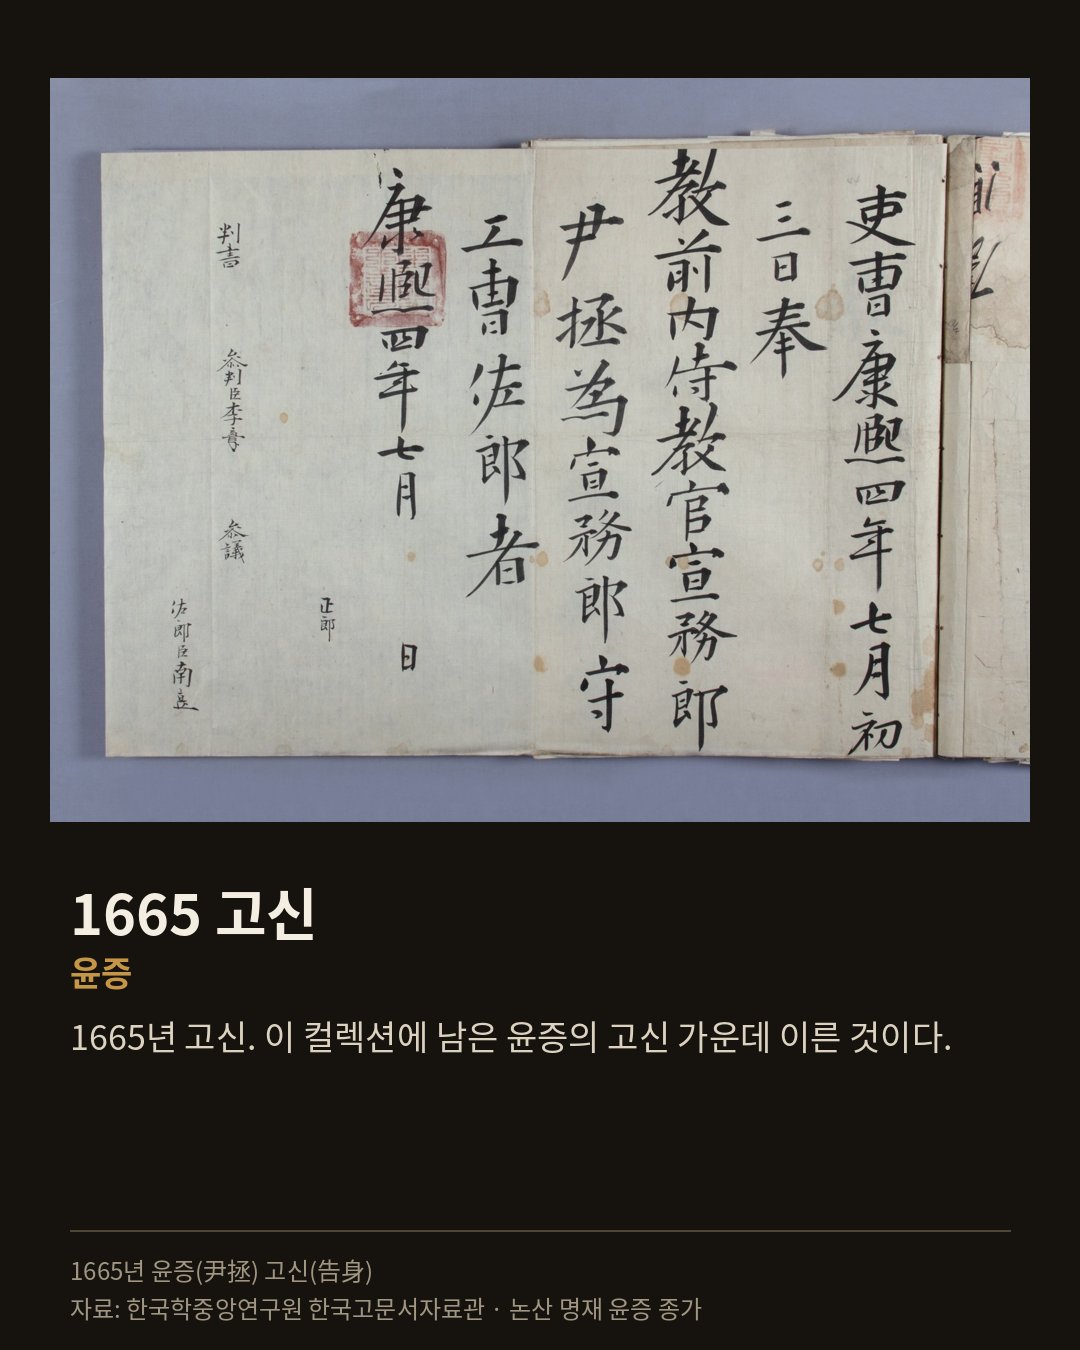 吏曺康熙四年七月初
三日奉
教前内侍教官宣務郎
尹拯為宣務郎守
工曺佐郎者
康熙四年七月 日
正郎
判書 叅判臣李 叅議
佐郎臣南
1665 고신
윤증
1665년 고신. 이 컬렉션에 남은 윤증의 고신 가운데 이른 것이다.
1665년 윤증(尹拯) 고신(告身)
자료: 한국학중앙연구원 한국고문서자료관 · 논산 명재 윤증 종가